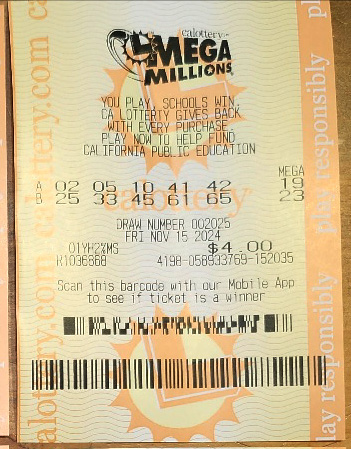 calottery
MEGA
MILLIONS
YOU PLAY, SCHOOLS WIN.
CA LOTTERY GIVES BACK
WITH EVERY PURCHASE
PLAY NOW TO HELP FUND
CALIFORNIA PUBLIC EDUCATION
MEGA
A 02 05 10 41 42 19
B 25 33 45 61 65 23
DRAW NUMBER 002025
FRI NOV 15 2024
$4.00
4198-058933769-152035
Scan this barcode with our Mobile App
to see if ticket is a winner
calottery.com
play responsibly
play responsibly